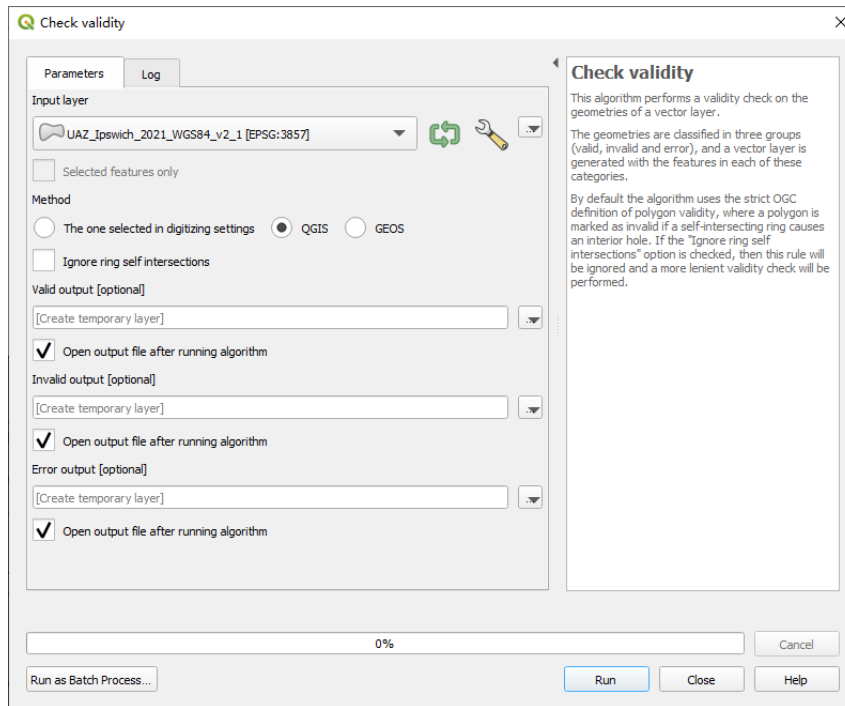 Check validity
Parameters
Log
Input layer
UAZ_Ipswich_2021_WGS84_v2_1 [EPSG:3857]
Selected features only
Method
The one selected in digitizing settings
QGIS
GEOS
Ignore ring self intersections
Valid output [optional]
[Create temporary layer]
Open output file after running algorithm
Invalid output [optional]
[Create temporary layer]
Open output file after running algorithm
Error output [optional]
[Create temporary layer]
Open output file after running algorithm
Check validity
This algorithm performs a validity check on the
geometries of a vector layer.
The geometries are classified in three groups
(valid, invalid and error), and a vector layer is
generated with the features in each of these
categories.
By default the algorithm uses the strict OGC
definition of polygon validity, where a polygon is
marked as invalid if a self-intersecting ring causes
an interior hole. If the "Ignore ring self
intersections" option is checked, then this rule will
be ignored and a more lenient validity check will be
performed.
0%
Cancel
Run as Batch Process...
Run
Close
Help